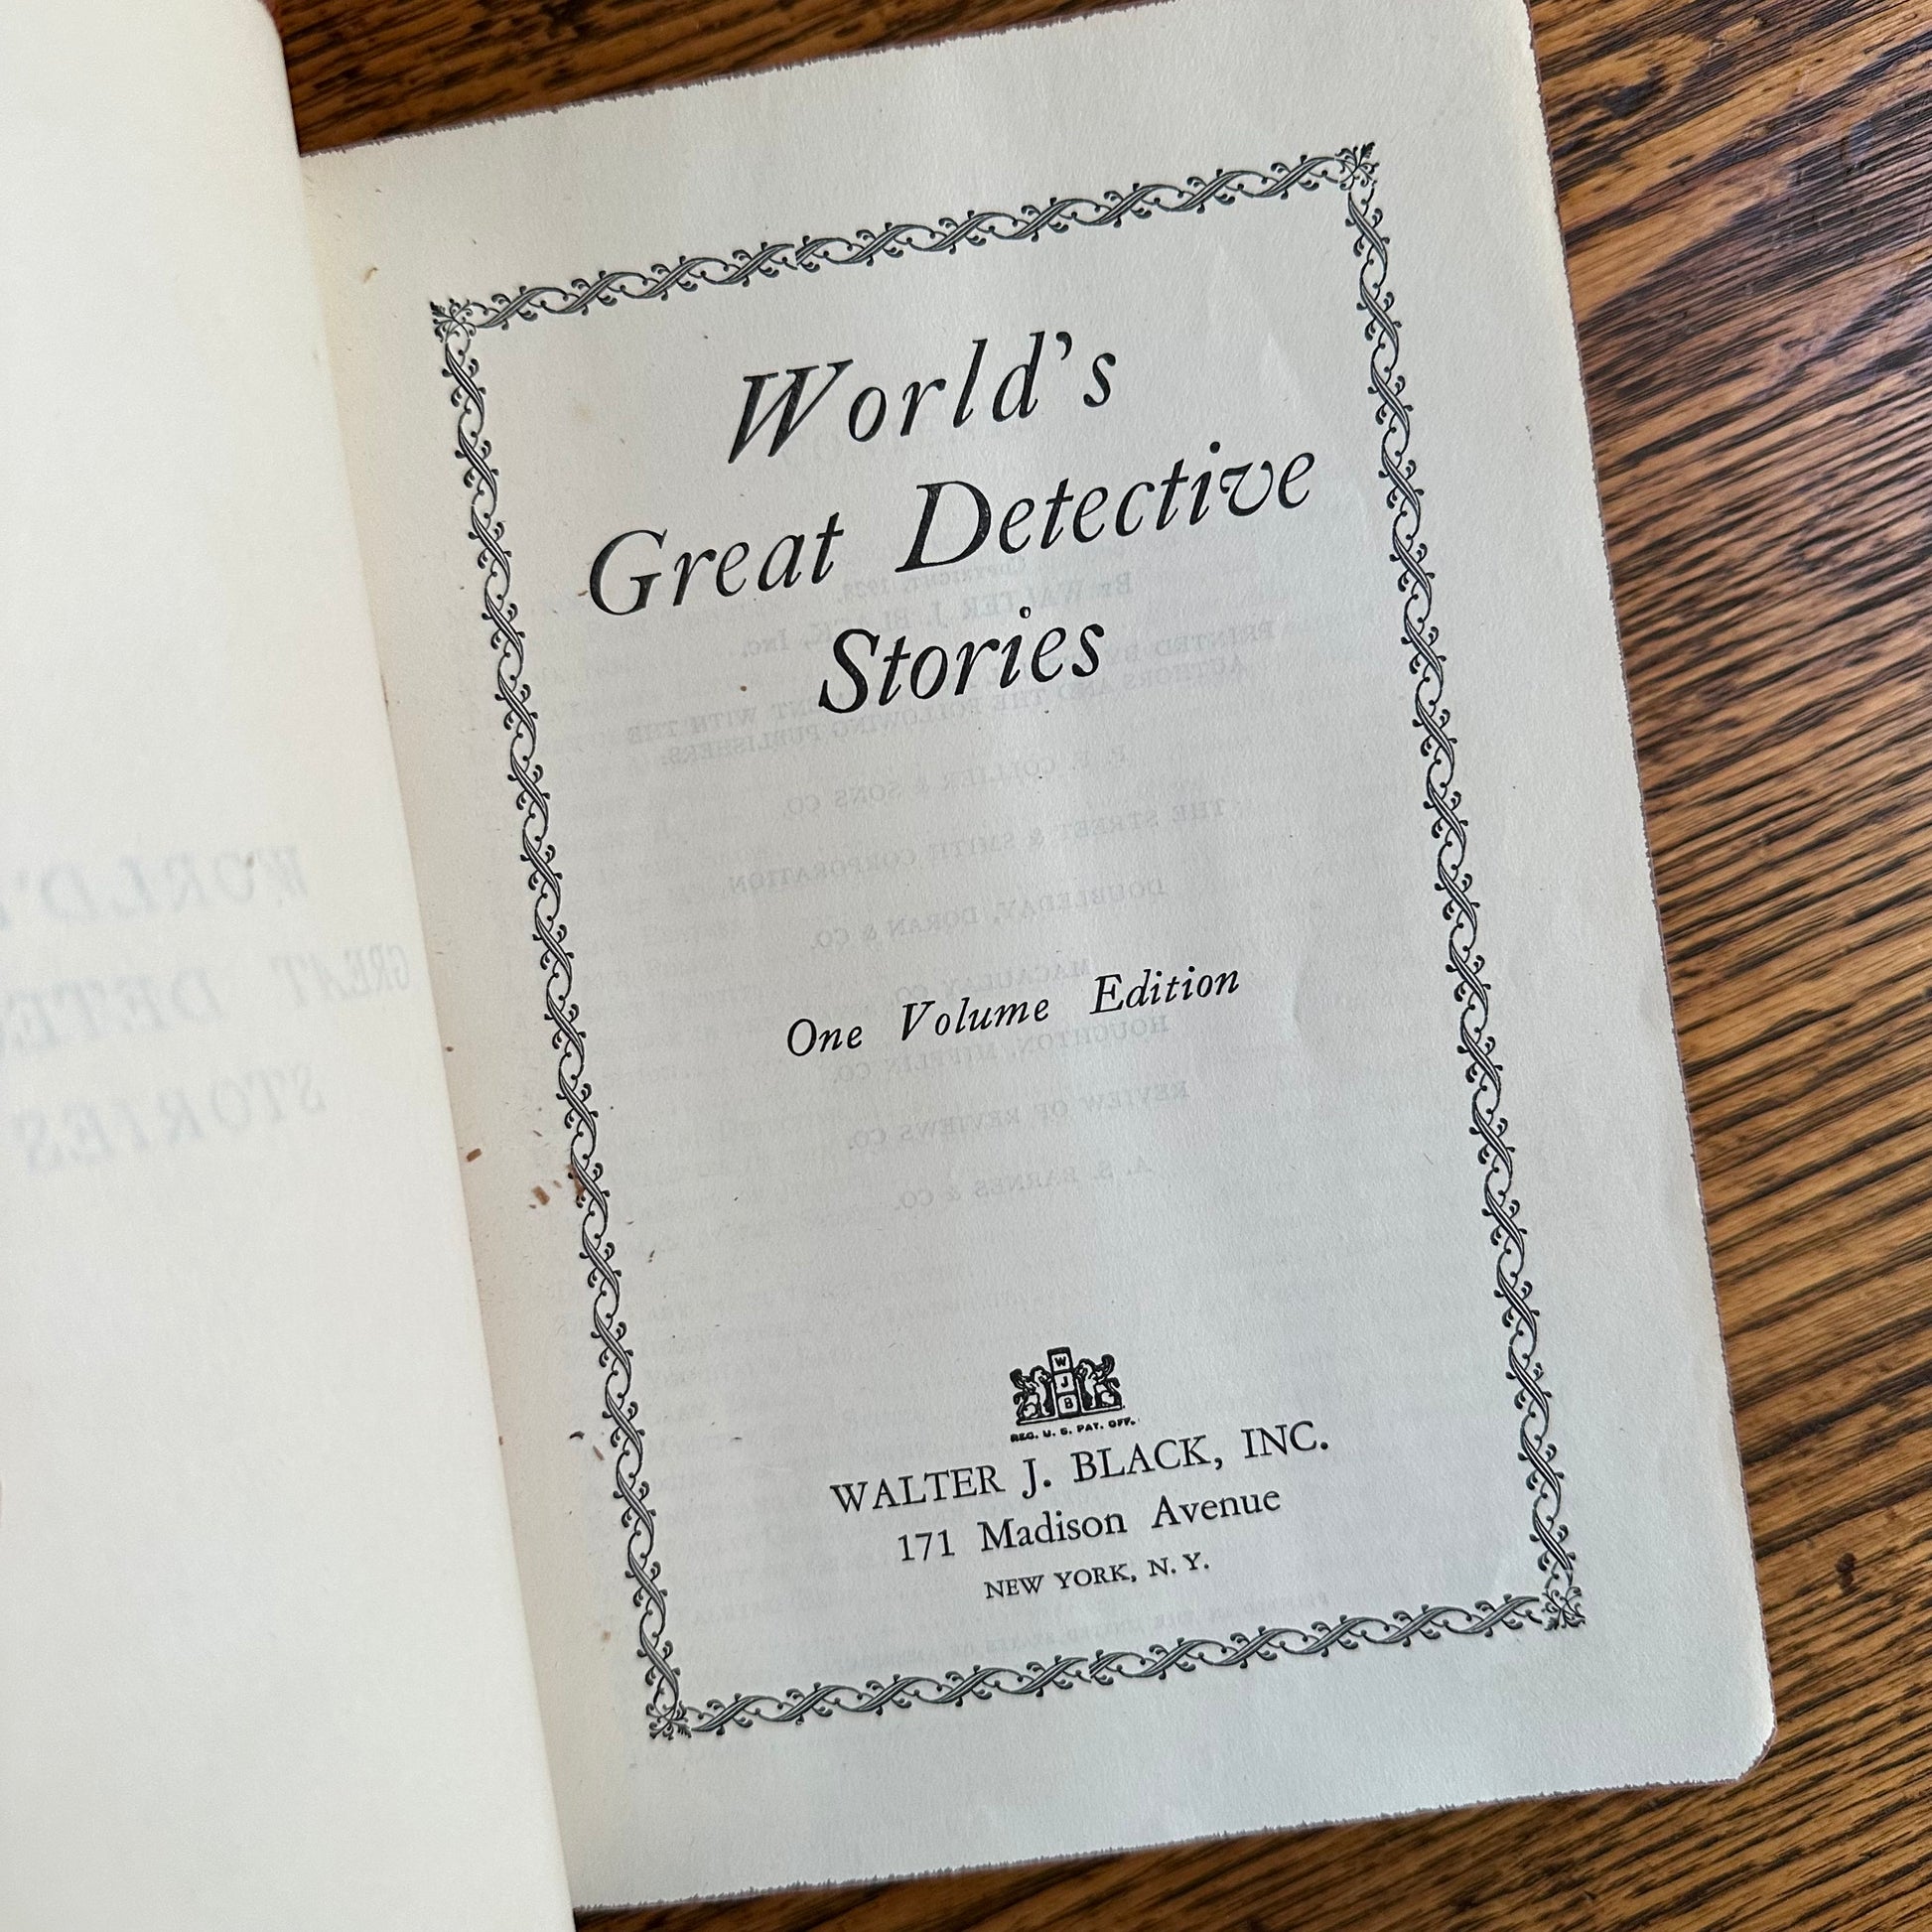 World's
Great Detective
Stories
One Volume Edition
W
J
B
REG. U. S. PAT. OFF.
WALTER J. BLACK, INC.
171 Madison Avenue
NEW YORK, N. Y.